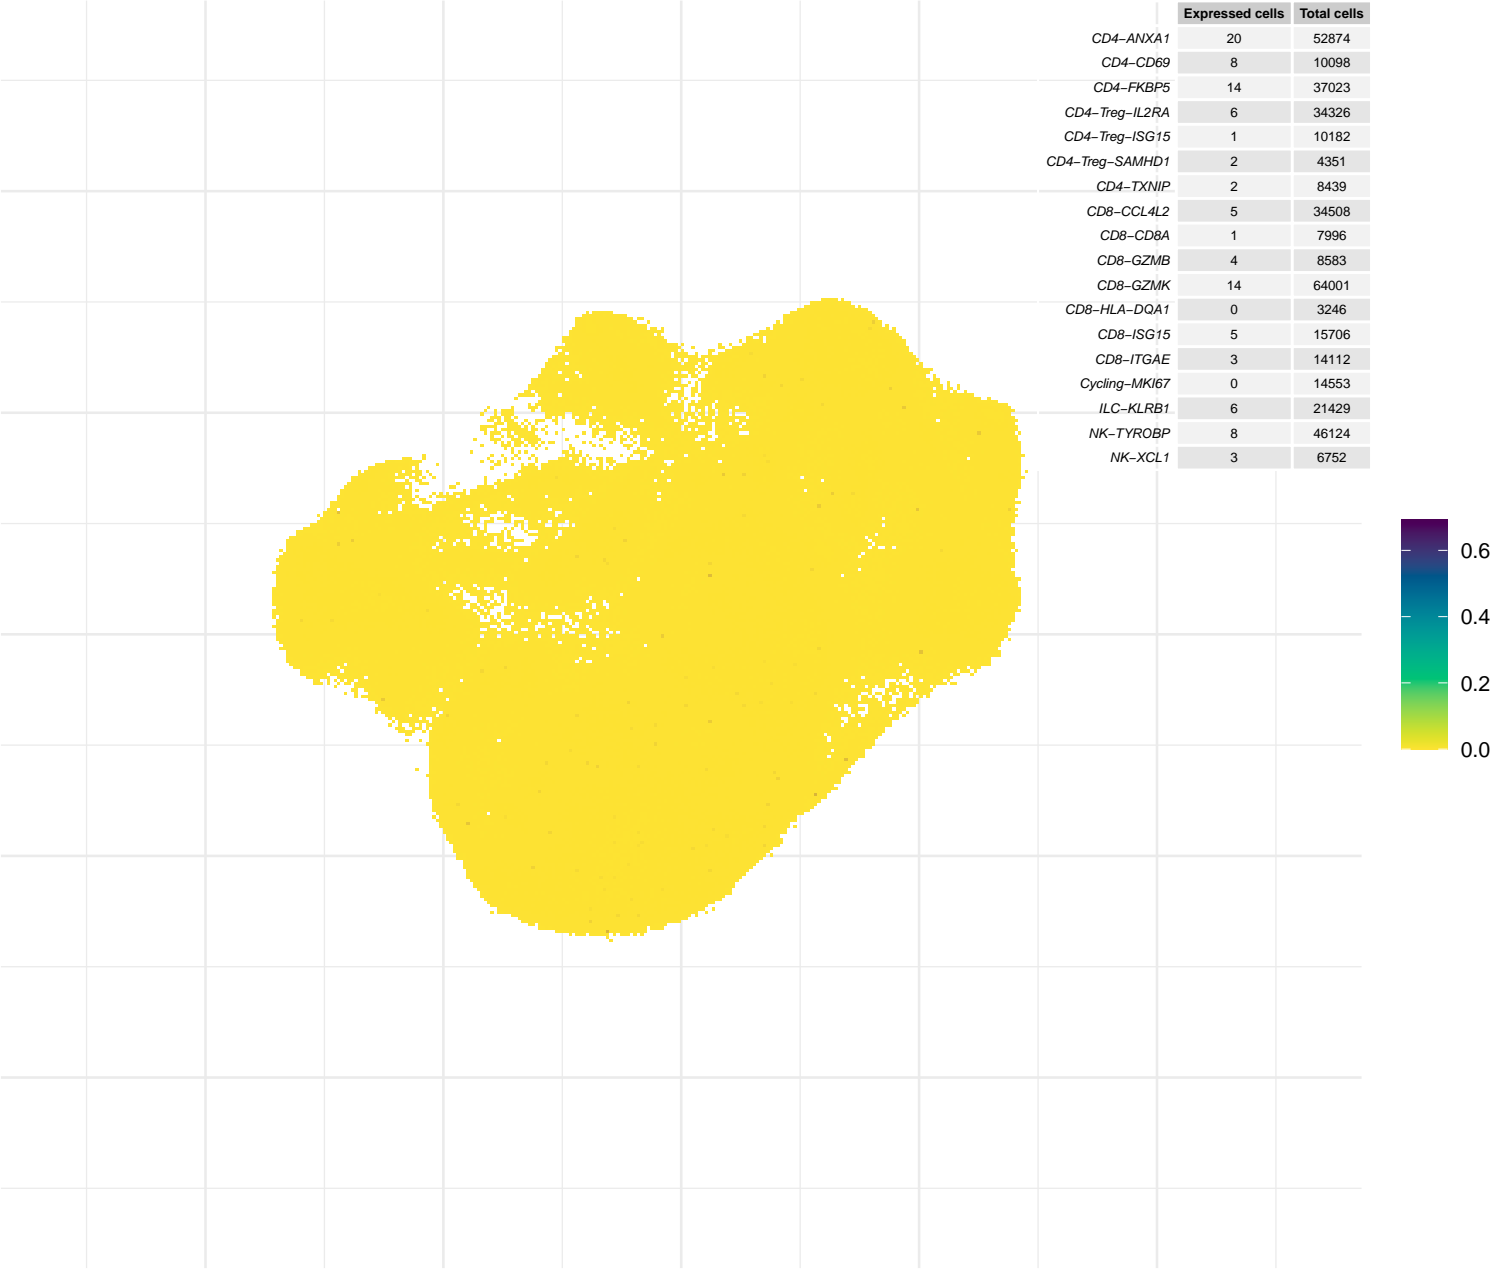 Expressed cells Total cells
CD4−ANXA1 20 52874
CD4−CD69 8 10098
CD4−FKBP5 14 37023
CD4−Treg−IL2RA 6 34326
CD4−Treg−ISG15 1 10182
CD4−Treg−SAMHD1 2 4351
CD4−TXNIP 2 8439
CD8−CCL4L2 5 34508
CD8−CD8A 1 7996
CD8−GZMB 4 8583
CD8−GZMK 14 64001
CD8−HLA−DQA1 0 3246
CD8−ISG15 5 15706
CD8−ITGAE 3 14112
Cycling−MKI67 0 14553
ILC−KLRB1 6 21429
NK−TYROBP 8 46124
NK−XCL1 3 6752
0.6
0.4
0.2
0.0